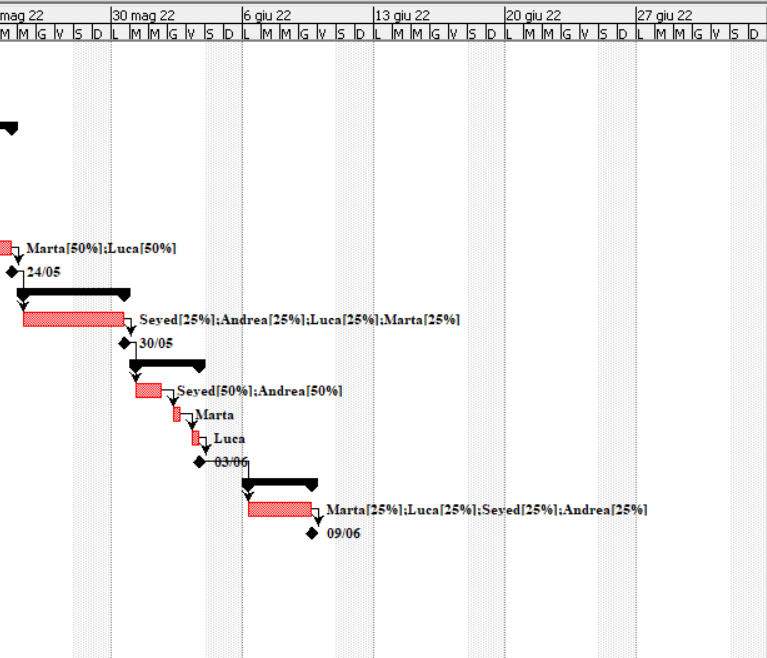 mag 22 30 mag 22 6 giu 22 13 giu 22 20 giu 22 27 giu 22
M M G V S D L M M G V S D L M M G V S D L M M G V S D L M M G V S D L M M G V S D
Marta[50%];Luca[50%]
24/05
Seyed[25%];Andrea[25%];Luca[25%];Marta[25%]
30/05
Seyed[50%];Andrea[50%]
Marta
Luca
03/06
Marta[25%];Luca[25%];Seyed[25%];Andrea[25%]
09/06